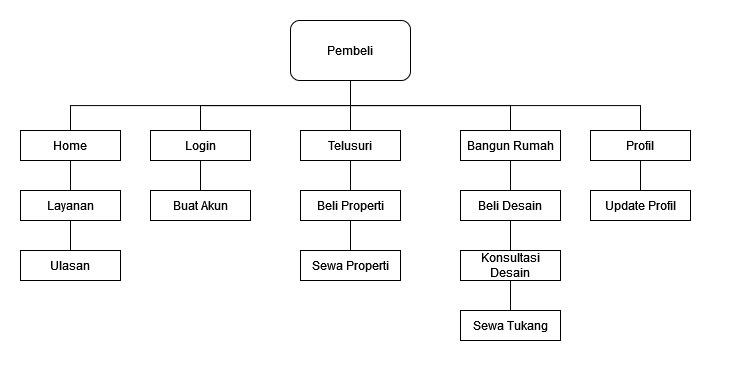 Pembeli
Home
Login
Telusuri
Bangun Rumah
Profil
Layanan
Buat Akun
Beli Properti
Beli Desain
Update Profil
Ulasan
Sewa Properti
Konsultasi
Desain
Sewa Tukang